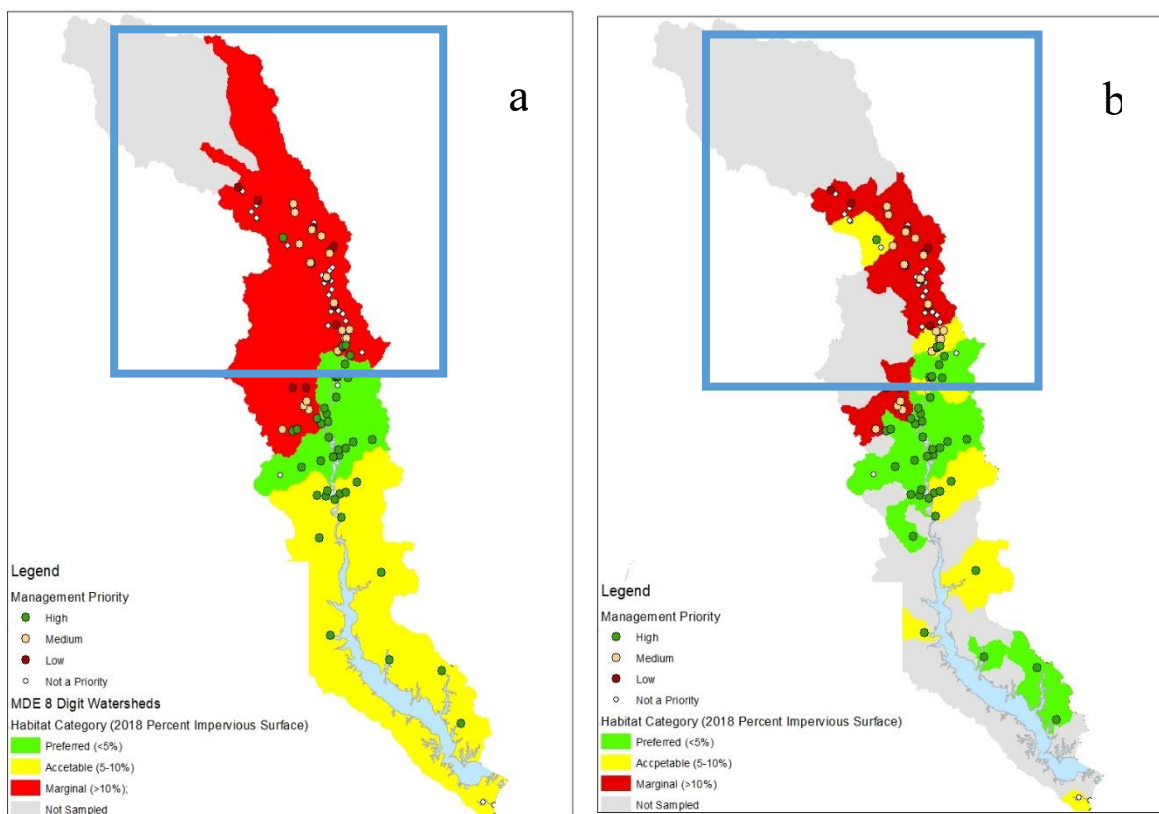 a
Legend
Management Priority
High
Medium
Low
Not a Priority
MDE 8 Digit Watersheds
Habitat Category (2018 Percent Impervious Surface)
Preferred (<5%)
Accetable (5-10%)
Marginal (>10%);
Not Sampled
b
Legend
Management Priority
High
Medium
Low
Not a Priority
Habitat Category (2018 Percent Impervious Surface)
Preferred (<5%)
Accpetable (5-10%)
Marginal (>10%)
Not Sampled